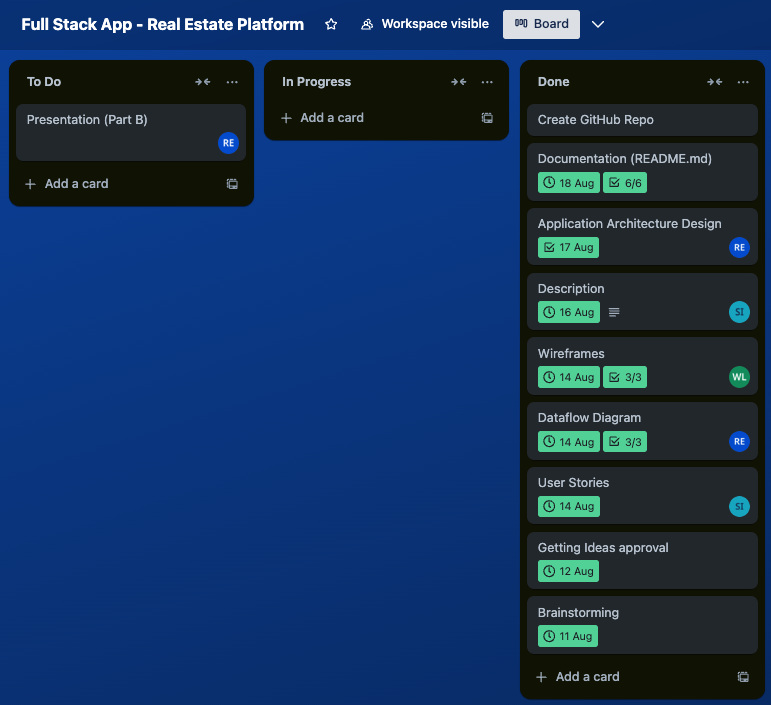 Full Stack App - Real Estate Platform
Workspace visible
Board
To Do
Presentation (Part B)
RE
Add a card
In Progress
Add a card
Done
Create GitHub Repo
Documentation (README.md)
18 Aug 6/6
Application Architecture Design
17 Aug RE
Description
16 Aug SI
Wireframes
14 Aug 3/3 WL
Dataflow Diagram
14 Aug 3/3 RE
User Stories
14 Aug SI
Getting Ideas approval
12 Aug
Brainstorming
11 Aug
Add a card